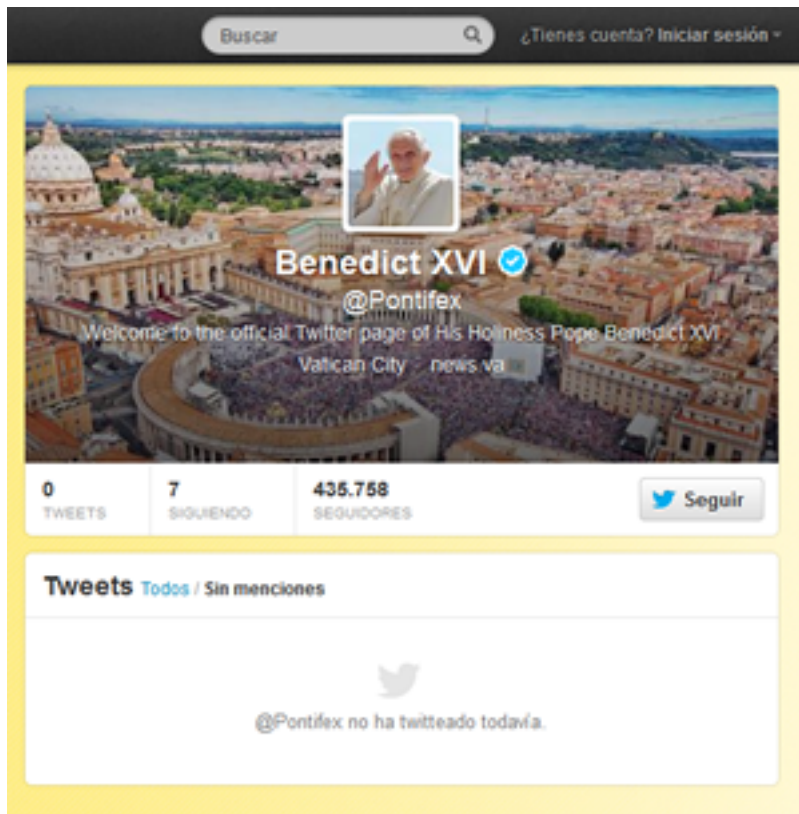 Buscar
¿Tienes cuenta? Iniciar sesión
Benedict XVI
@Pontifex
Welcome to the official Twitter page of His Holiness Pope Benedict XVI
Vatican City news.va
0
TWEETS
7
SIGUIENDO
435.758
SEGUIDORES
Seguir
Tweets Todos / Sin menciones
@Pontifex no ha twitteado todavía.